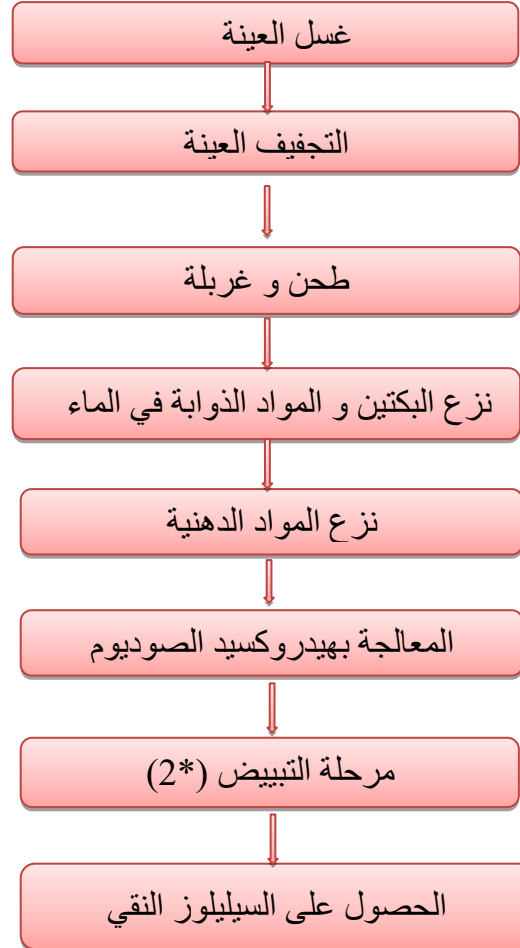 غسل العينة
التجفيف العينة
طحن و غربلة
نزع البكتين و المواد الذوابة في الماء
نزع المواد الدهنية
المعالجة بهيدروكسيد الصوديوم
مرحلة التبييض (*2)
الحصول على السيليلوز النقي